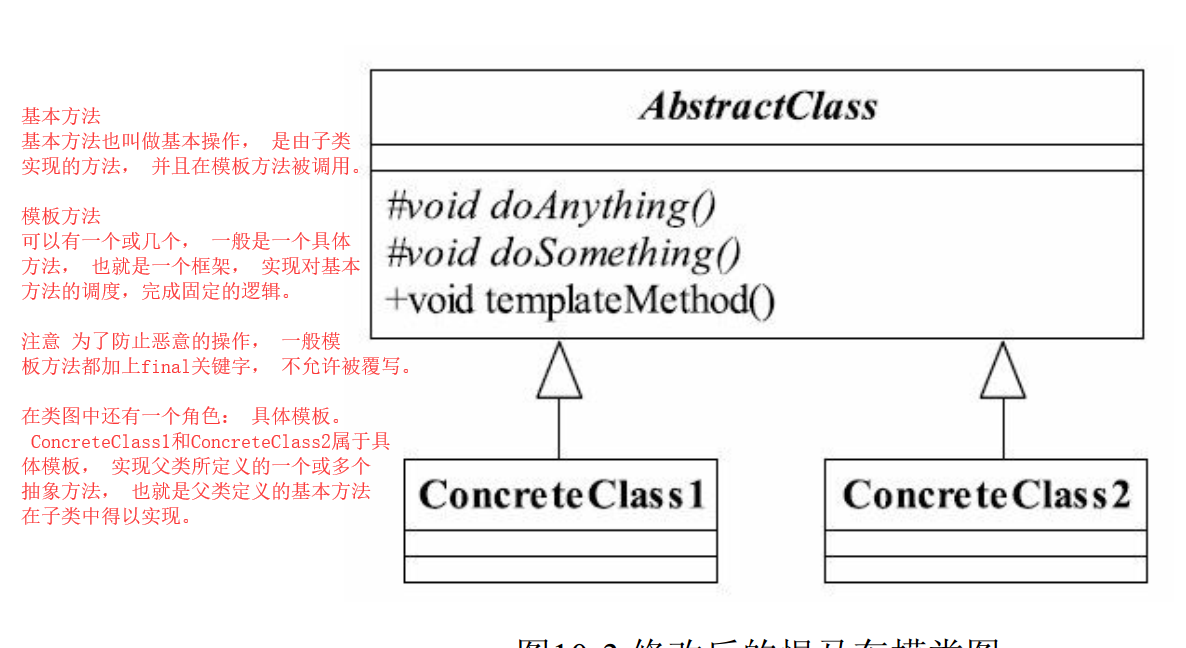 基本方法
基本方法也叫做基本操作， 是由子类
实现的方法， 并且在模板方法被调用。
模板方法
可以有一个或几个， 一般是一个具体
方法， 也就是一个框架， 实现对基本
方法的调度，完成固定的逻辑。
注意 为了防止恶意的操作， 一般模
板方法都加上final关键字， 不允许被覆写。
在类图中还有一个角色： 具体模板。
ConcreteClass1和ConcreteClass2属于具
体模板， 实现父类所定义的一个或多个
抽象方法， 也就是父类定义的基本方法
在子类中得以实现。
AbstractClass
#void doAnything()
#void doSomething()
+void templateMethod()
ConcreteClass1
ConcreteClass2